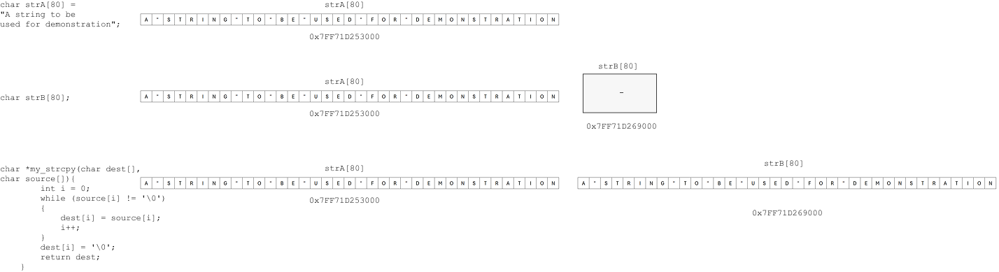 char strA[80] =
"A string to be
used for demonstration";
strA[80]
A " S T R I N G " T O " B E " U S E D " F O R " D E M O N S T R A T I O N
0x7FF71D253000
char strB[80];
strA[80]
A " S T R I N G " T O " B E " U S E D " F O R " D E M O N S T R A T I O N
0x7FF71D253000
strB[80]
–
0x7FF71D269000
char *my_strcpy(char dest[],
char source[]){
int i = 0;
while (source[i] != '\0')
{
dest[i] = source[i];
i++;
}
dest[i] = '\0';
return dest;
}
strA[80]
A " S T R I N G " T O " B E " U S E D " F O R " D E M O N S T R A T I O N
0x7FF71D253000
strB[80]
A " S T R I N G " T O " B E " U S E D " F O R " D E M O N S T R A T I O N
0x7FF71D269000